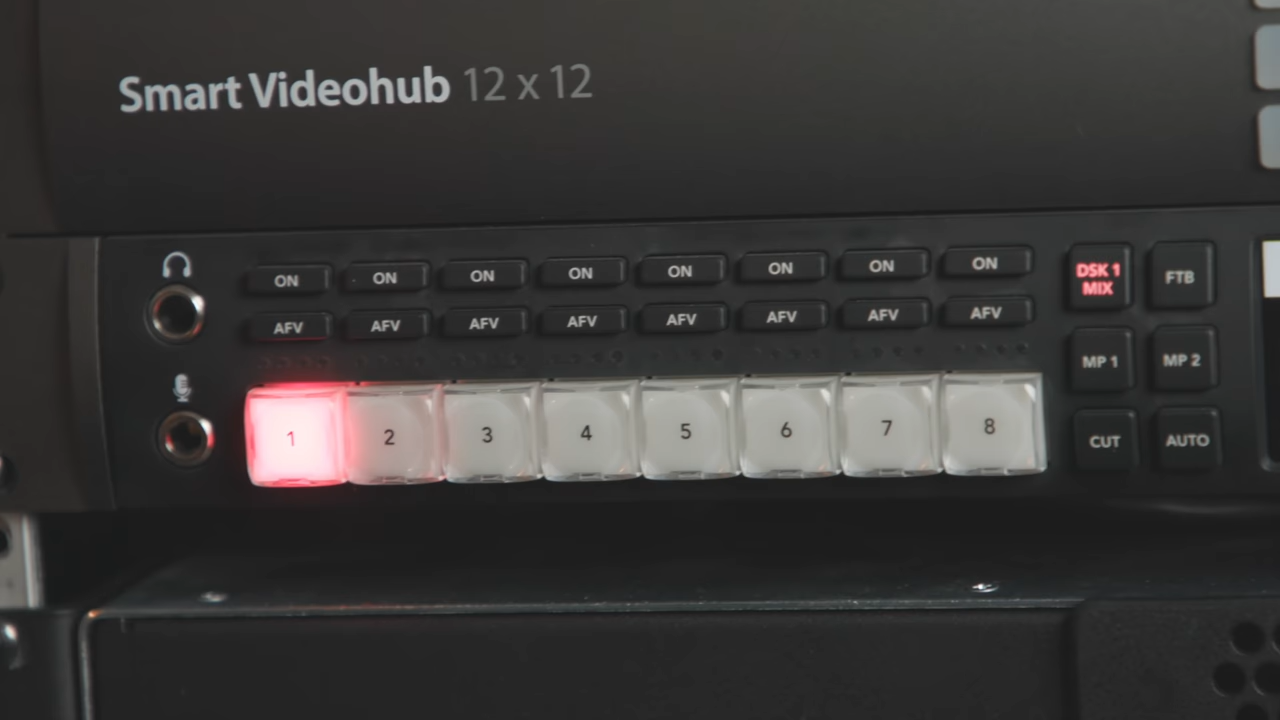 Smart Videohub 12 x 12
ON ON ON ON ON ON ON ON
DSK 1 MIX FTB
AFV AFV AFV AFV AFV AFV AFV AFV
MP 1 MP 2
1 2 3 4 5 6 7 8
CUT AUTO